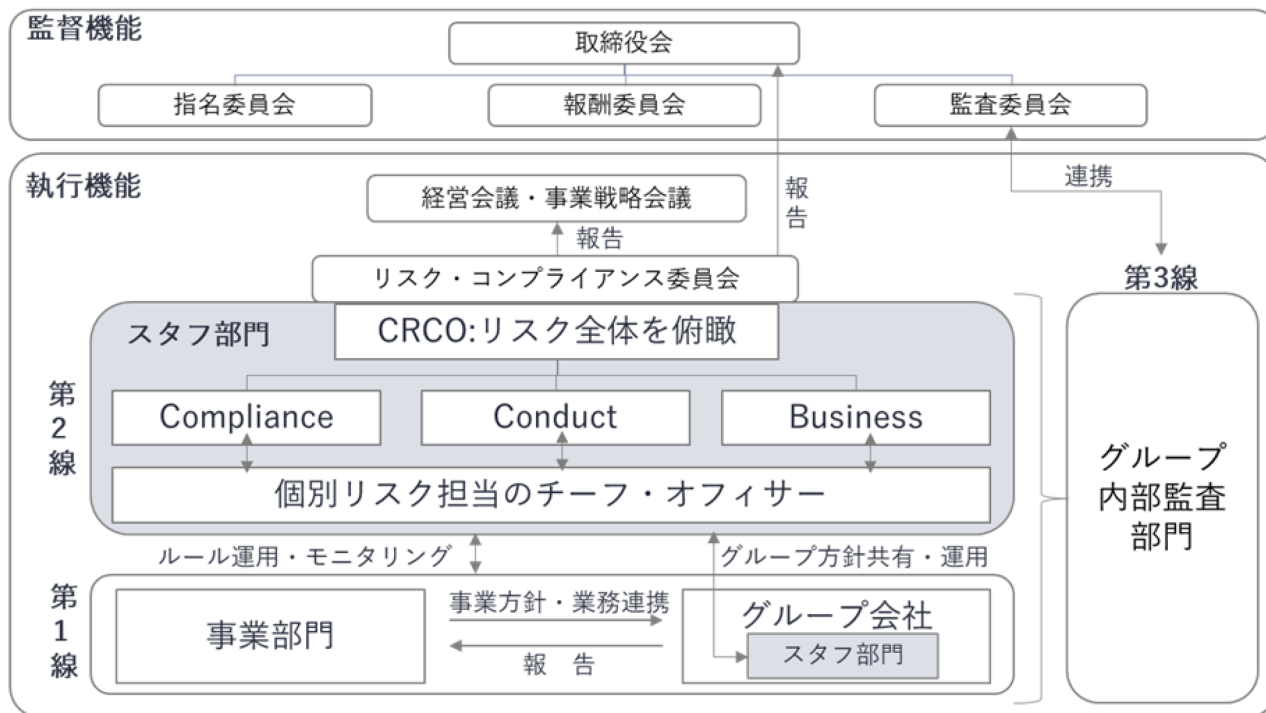 監督機能
取締役会
指名委員会
報酬委員会
監査委員会
執行機能
経営会議・事業戦略会議
報告
報告
連携
リスク・コンプライアンス委員会
第3線
スタフ部門
CRCO:リスク全体を俯瞰
第2線
Compliance
Conduct
Business
個別リスク担当のチーフ・オフィサー
グループ
内部監査
部門
ルール運用・モニタリング
グループ方針共有・運用
第1線
事業部門
事業方針・業務連携
報 告
グループ会社
スタフ部門